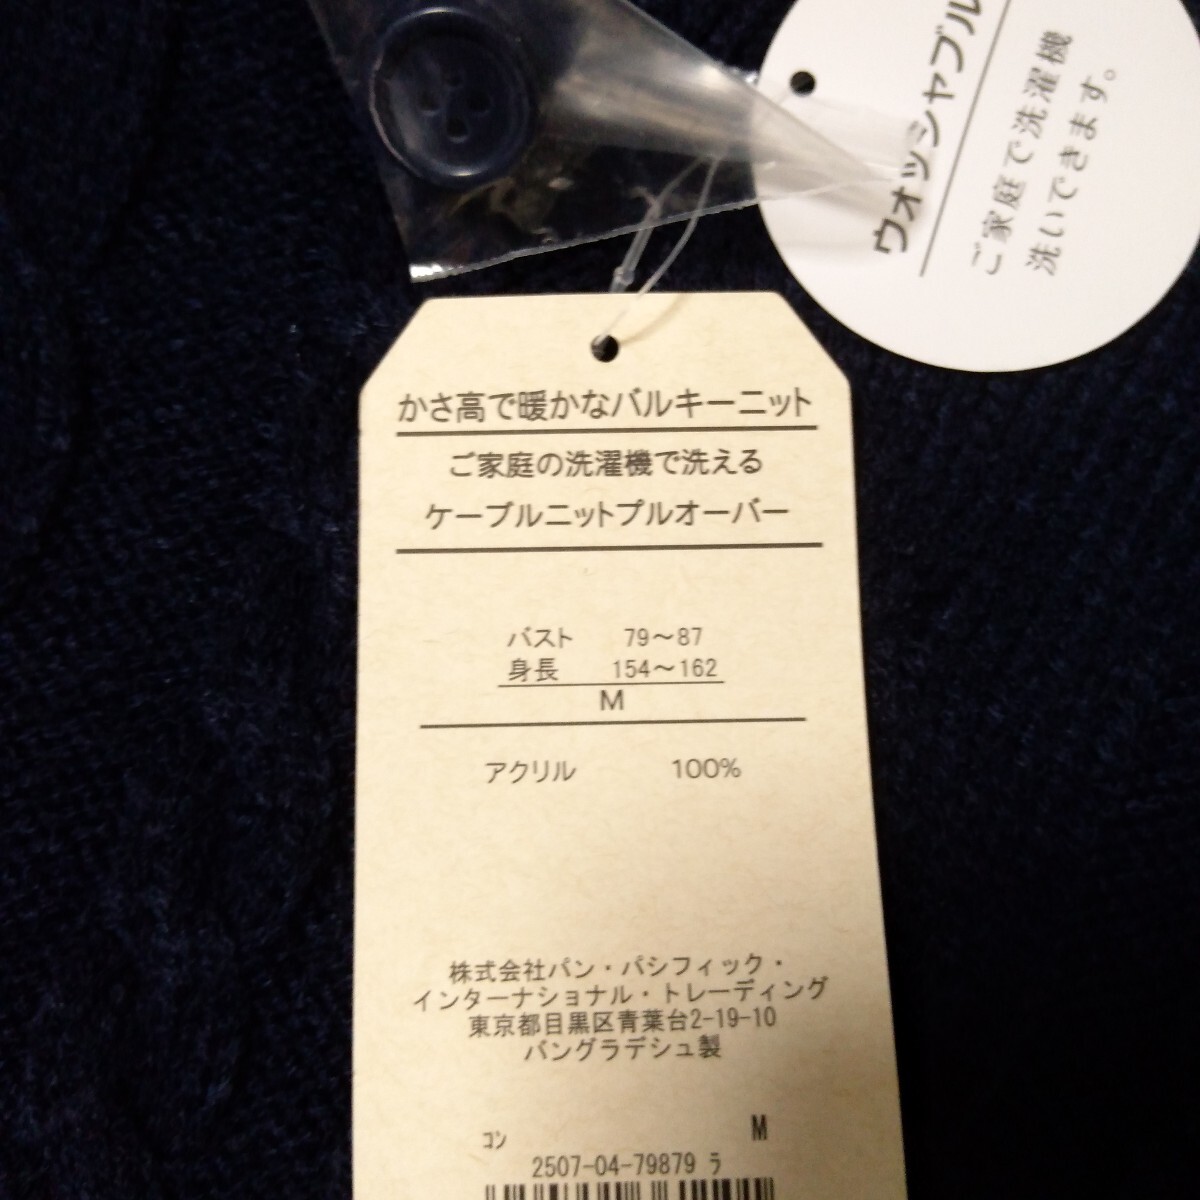 ウォッシャブル
ご家庭で洗濯機
洗いできます。
かさ高で暖かなバルキーニット
ご家庭の洗濯機で洗える
ケーブルニットプルオーバー
バスト 79～87
身長 154～162
M
アクリル 100%
株式会社パン・パシフィック・
インターナショナル・トレーディング
東京都目黒区青葉台2-19-10
バングラデシュ製
コン M
2507-04-79879 ラ